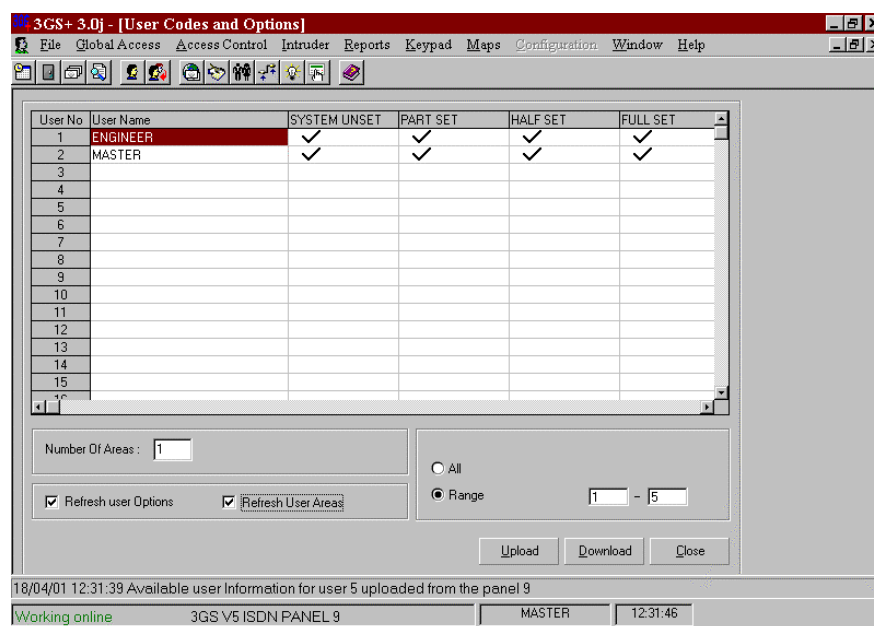 3GS+ 3.0j - [User Codes and Options]
File Global Access Access Control Intruder Reports Keypad Maps Configuration Window Help
User No User Name SYSTEM UNSET PART SET HALF SET FULL SET
1 ENGINEER
2 MASTER
3
4
5
6
7
8
9
10
11
12
13
14
15
16
Number Of Areas : 1
All
Refresh user Options Refresh User Areas
Range 1 - 5
Upload Download Close
18/04/01 12:31:39 Available user Information for user 5 uploaded from the panel 9
Working online 3GS V5 ISDN PANEL 9 MASTER 12:31:46